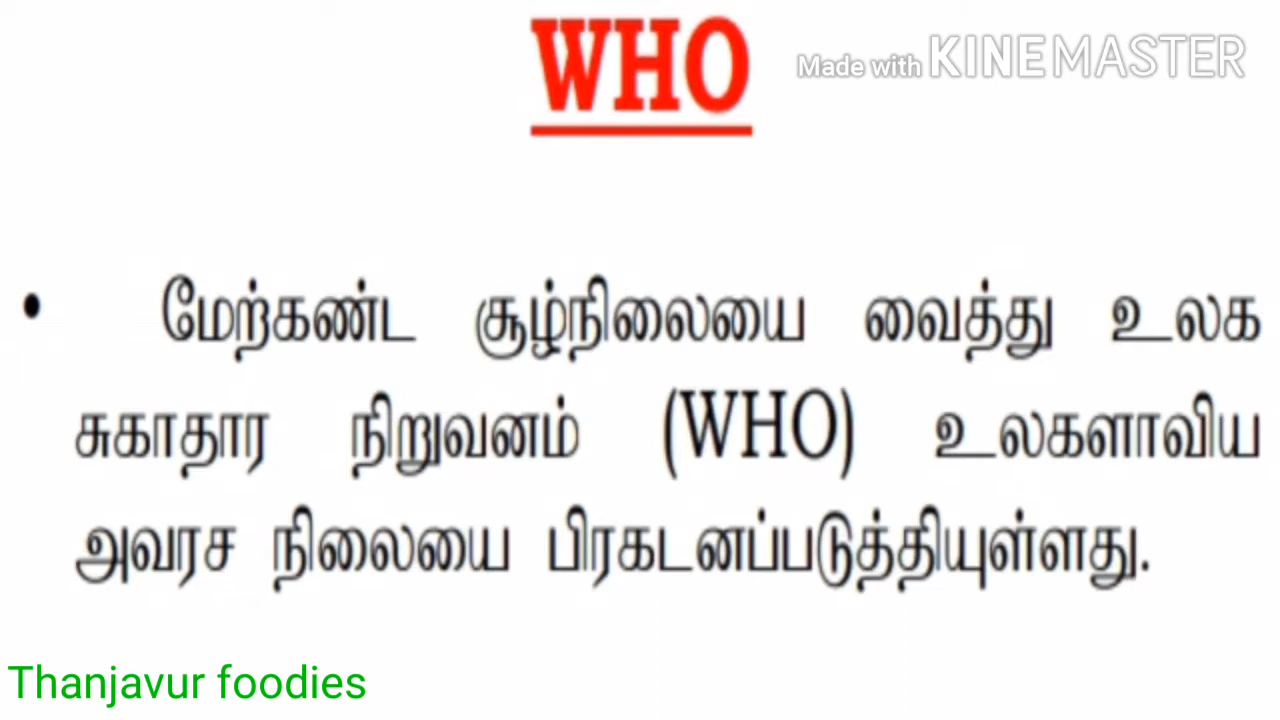 WHO
Made with KINEMASTER
• மேற்கண்ட சூழ்நிலையை வைத்து உலக
சுகாதார நிறுவனம் (WHO) உலகளாவிய
அவரச நிலையை பிரகடனப்படுத்தியுள்ளது.
Thanjavur foodies